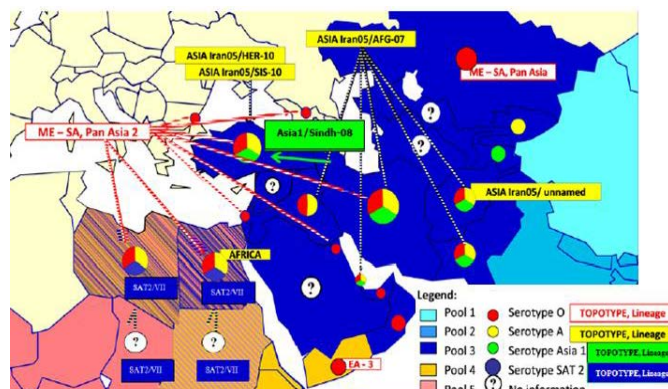 ASIA Iran05/AFG-07
ASIA Iran05/HER-10
ASIA Iran05/SIS-10
ME – SA, Pan Asia
ME – SA, Pan Asia 2
Asia1/Sindh-08
?
?
?
?
ASIA Iran05/ unnamed
AFRICA
SAT2/VII
SAT2/VII
?
?
?
SAT2/VII
SAT2/VII
EA - 3
Legend:
Pool 1
Pool 2
Pool 3
Pool 4
Pool 5
Serotype O
Serotype A
Serotype Asia 1
Serotype SAT 2
? No information
TOPOTYPE, Lineage
TOPOTYPE, Lineage
TOPOTYPE, Lineage
TOPOTYPE, Lineage